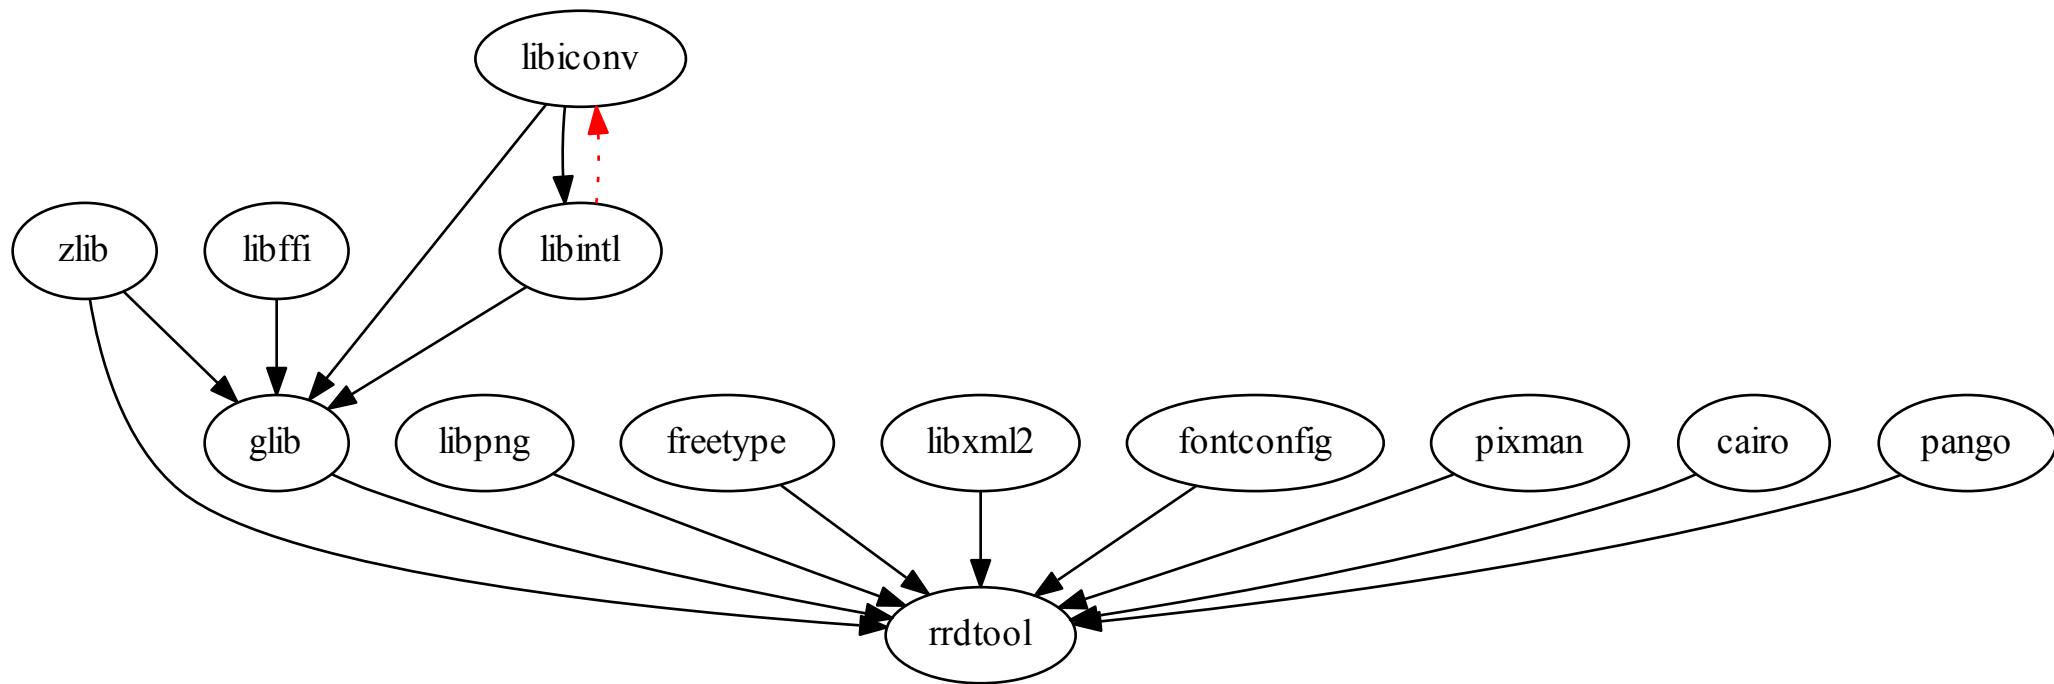 libiconv
zlib
libffi
libintl
glib
libpng
freetype
libxml2
fontconfig
pixman
cairo
pango
rrdtool